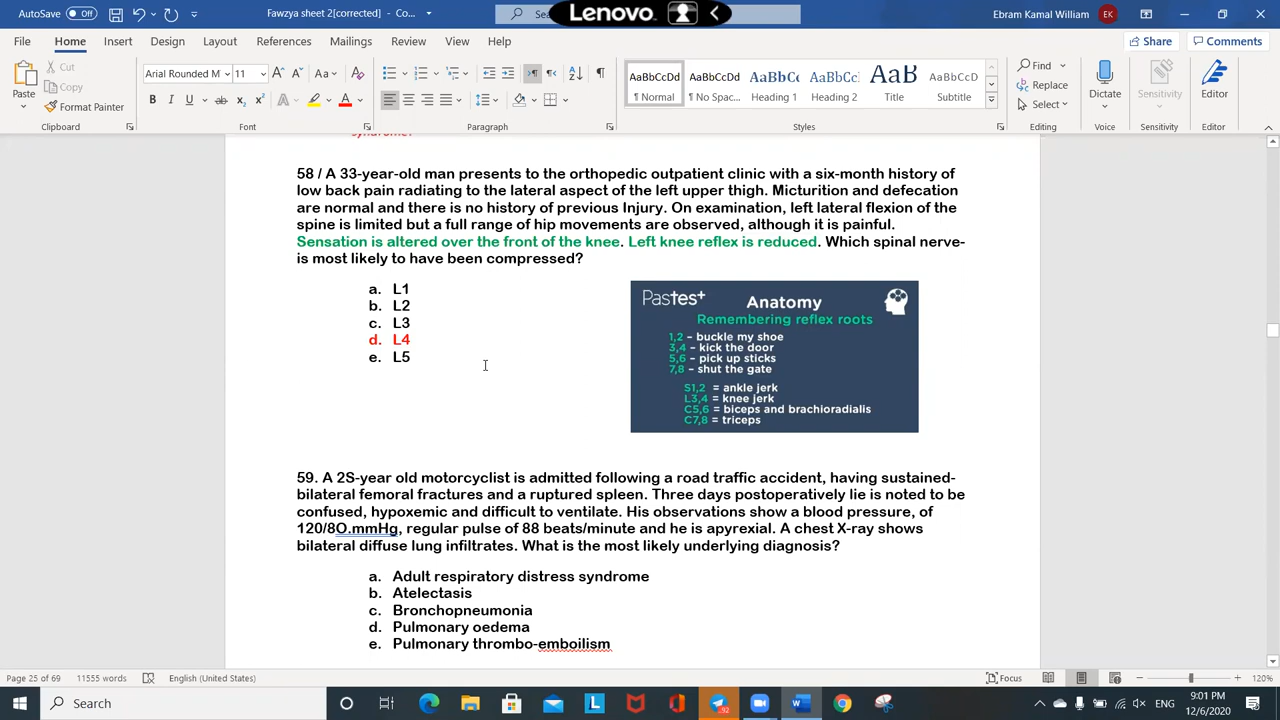 Fawzya sheet 2[corrected]
Lenovo
Ebram Kamal William
EK
File
Home
Insert
Design
Layout
References
Mailings
Review
View
Help
Share
Comments
Paste
Cut
Copy
Format Painter
Clipboard
Arial Rounded M
11
Font
Paragraph
AaBbCcDd
¶ Normal
AaBbCcDd
¶ No Spac...
AaBbCc
Heading 1
AaBbCc
Heading 2
AaB
Title
AaBbCcD
Subtitle
Styles
Find
Replace
Select
Editing
Dictate
Voice
Sensitivity
Sensitivity
Editor
Editor
syndrome?
58 / A 33-year-old man presents to the orthopedic outpatient clinic with a six-month history of
low back pain radiating to the lateral aspect of the left upper thigh. Micturition and defecation
are normal and there is no history of previous Injury. On examination, left lateral flexion of the
spine is limited but a full range of hip movements are observed, although it is painful.
Sensation is altered over the front of the knee. Left knee reflex is reduced. Which spinal nerve-
is most likely to have been compressed?
a. L1
b. L2
c. L3
d. L4
e. L5
Pastest
Anatomy
Remembering reflex roots
1,2 – buckle my shoe
3,4 – kick the door
5,6 – pick up sticks
7,8 – shut the gate
S1,2 = ankle jerk
L3,4 = knee jerk
C5,6 = biceps and brachioradialis
C7,8 = triceps
59. A 2S-year old motorcyclist is admitted following a road traffic accident, having sustained-
bilateral femoral fractures and a ruptured spleen. Three days postoperatively lie is noted to be
confused, hypoxemic and difficult to ventilate. His observations show a blood pressure, of
120/8O.mmHg, regular pulse of 88 beats/minute and he is apyrexial. A chest X-ray shows
bilateral diffuse lung infiltrates. What is the most likely underlying diagnosis?
a. Adult respiratory distress syndrome
b. Atelectasis
c. Bronchopneumonia
d. Pulmonary oedema
e. Pulmonary thrombo-emboilism
Page 25 of 69
11555 words
English (United States)
Focus
120%
Search
92
9:01 PM
12/6/2020